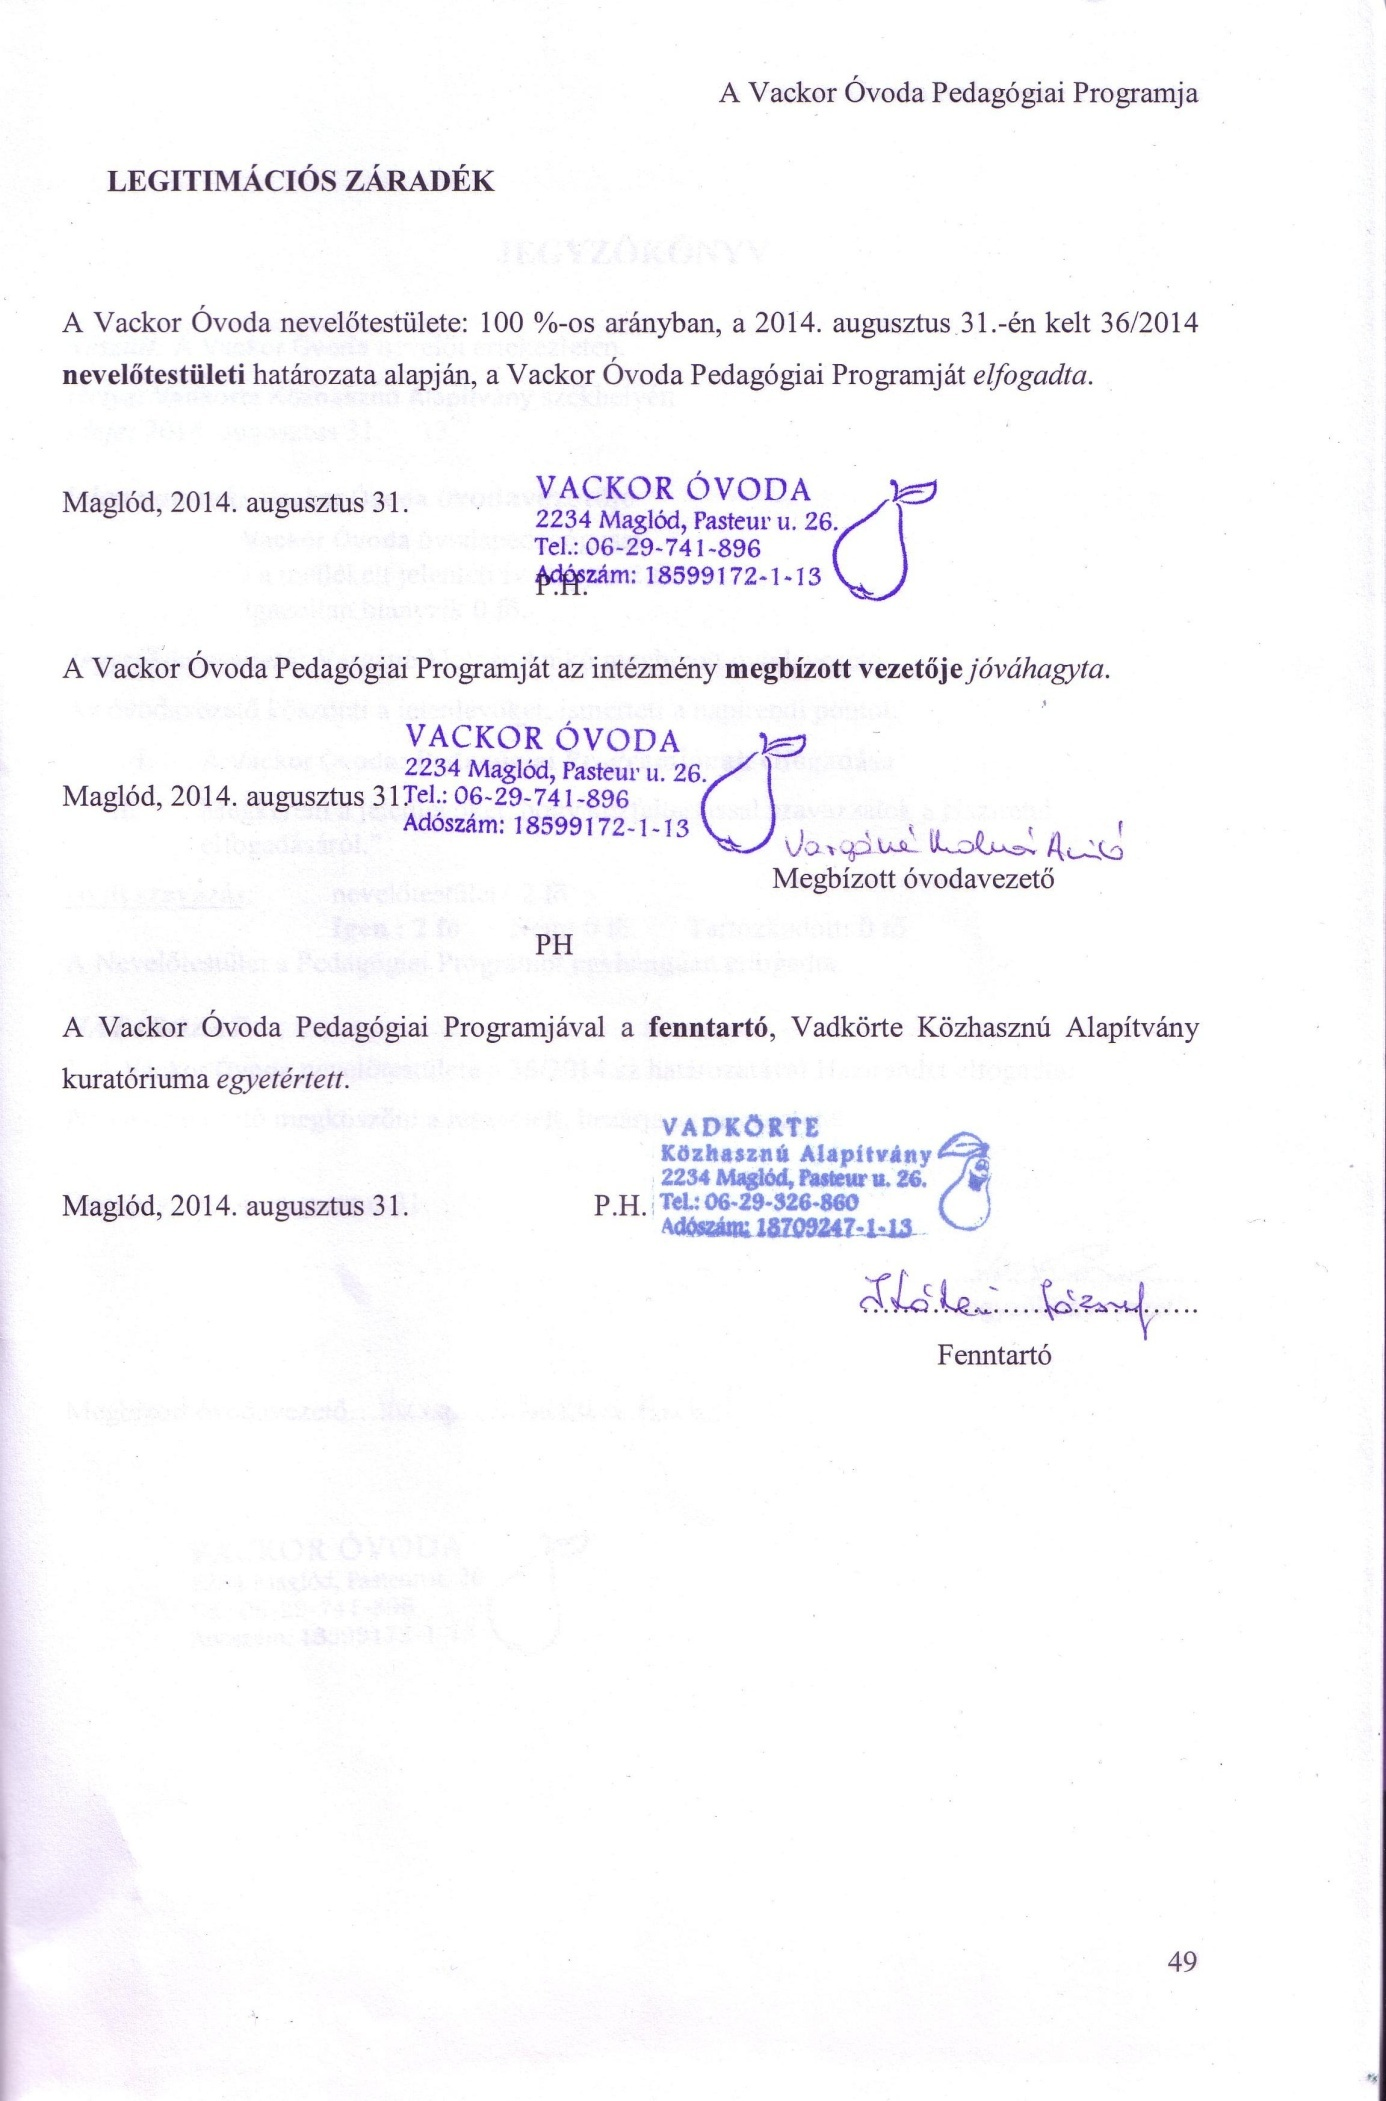 A Vackor Óvoda Pedagógiai Programja
LEGITIMÁCIÓS ZÁRADÉK
A Vackor Óvoda nevelőtestülete: 100 %-os arányban, a 2014. augusztus 31.-én kelt 36/2014
nevelőtestületi határozata alapján, a Vackor Óvoda Pedagógiai Programját elfogadta.
Maglód, 2014. augusztus 31.
VACKOR ÓVODA
2234 Maglód, Pasteur u. 26.
Tel.: 06-29-741-896
Adószám: 18599172-1-13
P.H.
A Vackor Óvoda Pedagógiai Programját az intézmény megbízott vezetője jóváhagyta.
VACKOR ÓVODA
2234 Maglód, Pasteur u. 26.
Maglód, 2014. augusztus 31. Tel.: 06-29-741-896
Adószám: 18599172-1-13
Vargáné Molnár Anikó
Megbízott óvodavezető
PH
A Vackor Óvoda Pedagógiai Programjával a fenntartó, Vadkörte Közhasznú Alapítvány
kuratóriuma egyetértett.
VADKÖRTE
Közhasznú Alapítvány
2234 Maglód, Pasteur u. 26.
Tel.: 06-29-326-860
Adószám: 18709247-1-13
Maglód, 2014. augusztus 31. P.H.
József
Fenntartó
49